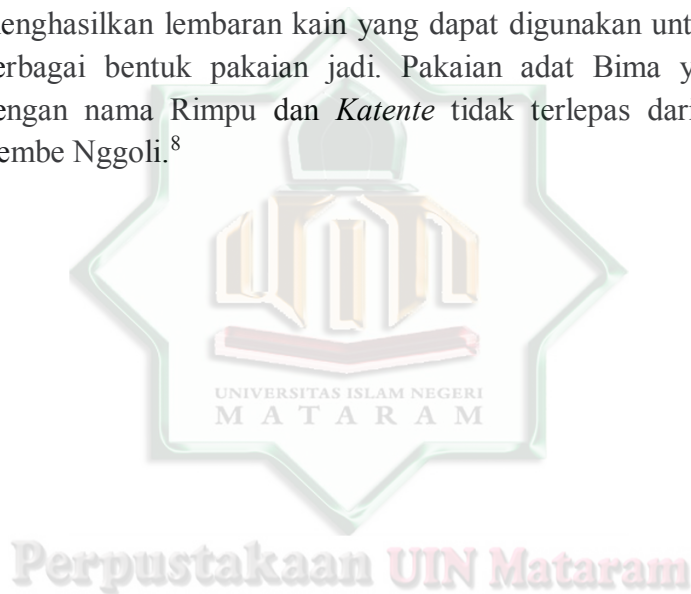 enghasilkan lembaran kain yang dapat digunakan unt
erbagai bentuk pakaian jadi. Pakaian adat Bima y
engan nama Rimpu dan Katente tidak terlepas dari
embe Nggoli.⁸
UNIVERSITAS ISLAM NEGERI
MATARAM
Perpustakaan UIN Mataram